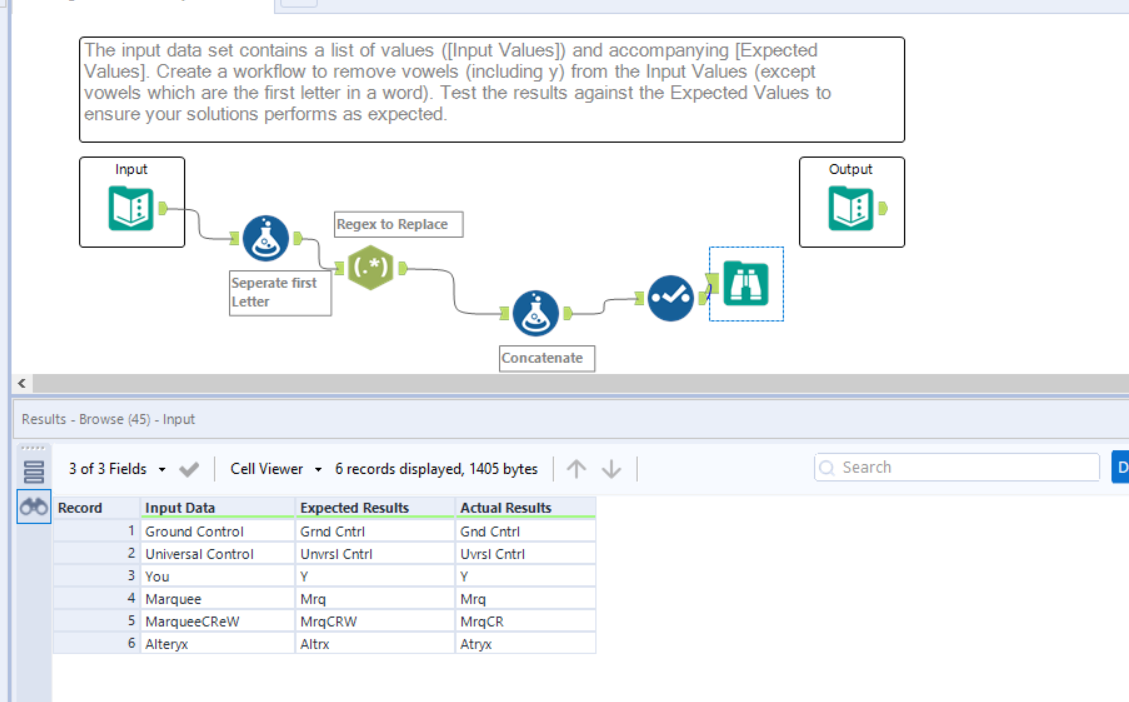 The input data set contains a list of values ([Input Values]) and accompanying [Expected
Values]. Create a workflow to remove vowels (including y) from the Input Values (except
vowels which are the first letter in a word). Test the results against the Expected Values to
ensure your solutions performs as expected.
Input
Output
Regex to Replace
(.*)
Seperate first
Letter
Concatenate
Results - Browse (45) - Input
3 of 3 Fields
Cell Viewer
6 records displayed, 1405 bytes
Search
D
Record Input Data Expected Results Actual Results
1 Ground Control Grnd Cntrl Gnd Cntrl
2 Universal Control Unvrsl Cntrl Uvrsl Cntrl
3 You Y Y
4 Marquee Mrq Mrq
5 MarqueeCReW MrqCRW MrqCR
6 Alteryx Altrx Atryx